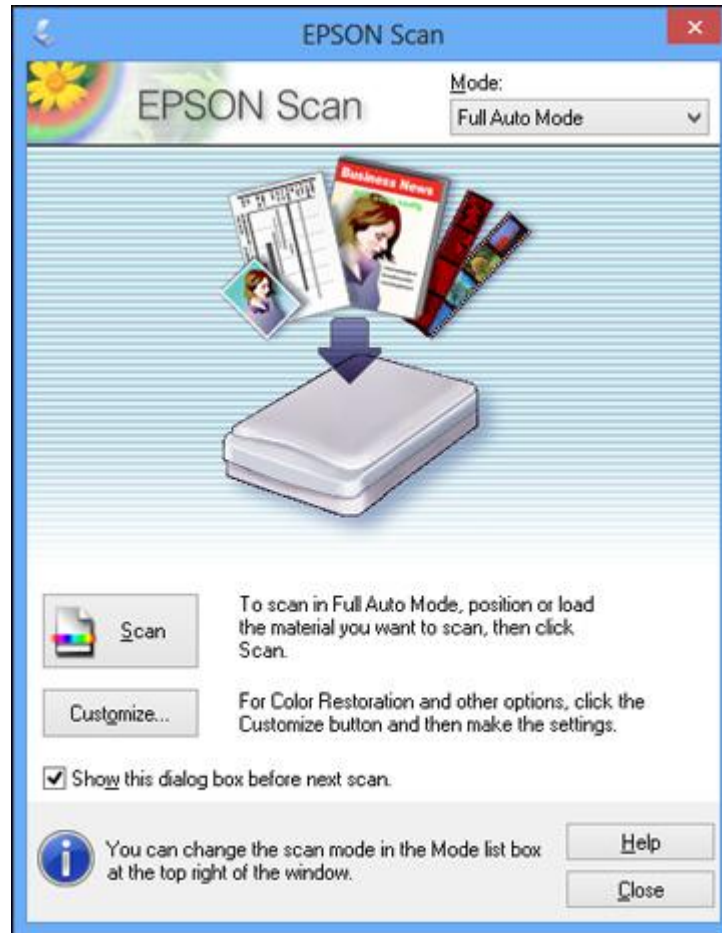 EPSON Scan
EPSON Scan
Mode:
Full Auto Mode
Business News
Scan
To scan in Full Auto Mode, position or load
the material you want to scan, then click
Scan.
Customize...
For Color Restoration and other options, click the
Customize button and then make the settings.
Show this dialog box before next scan.
You can change the scan mode in the Mode list box
at the top right of the window.
Help
Close